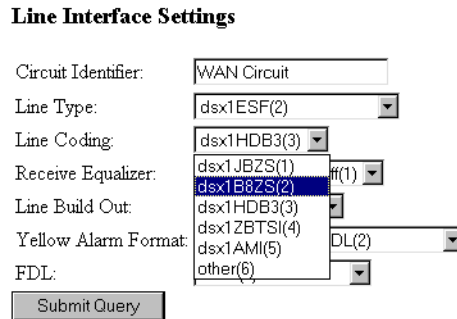 Line Interface Settings
Circuit Identifier: WAN Circuit
Line Type: dsx1ESF(2)
Line Coding: dsx1HDB3(3)
dsx1JBZS(1)
dsx1B8ZS(2)
dsx1HDB3(3)
dsx1ZBTSI(4)
dsx1AMI(5)
other(6)
Receive Equalizer: ff(1)
Line Build Out:
Yellow Alarm Format: DL(2)
FDL:
Submit Query